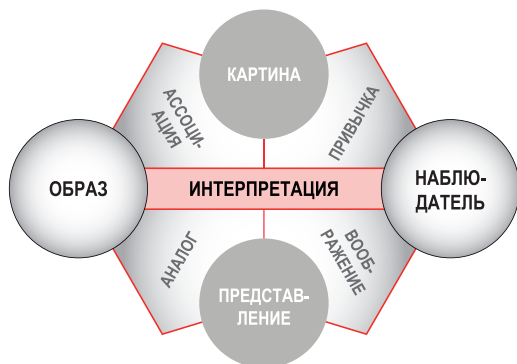 КАРТИНА
АССОЦИ-
АЦИЯ
ПРИВЫЧКА
ОБРАЗ
ИНТЕРПРЕТАЦИЯ
НАБЛЮ-
ДАТЕЛЬ
АНАЛОГ
ВООБ-
РАЖЕНИЕ
ПРЕДСТАВ-
ЛЕНИЕ